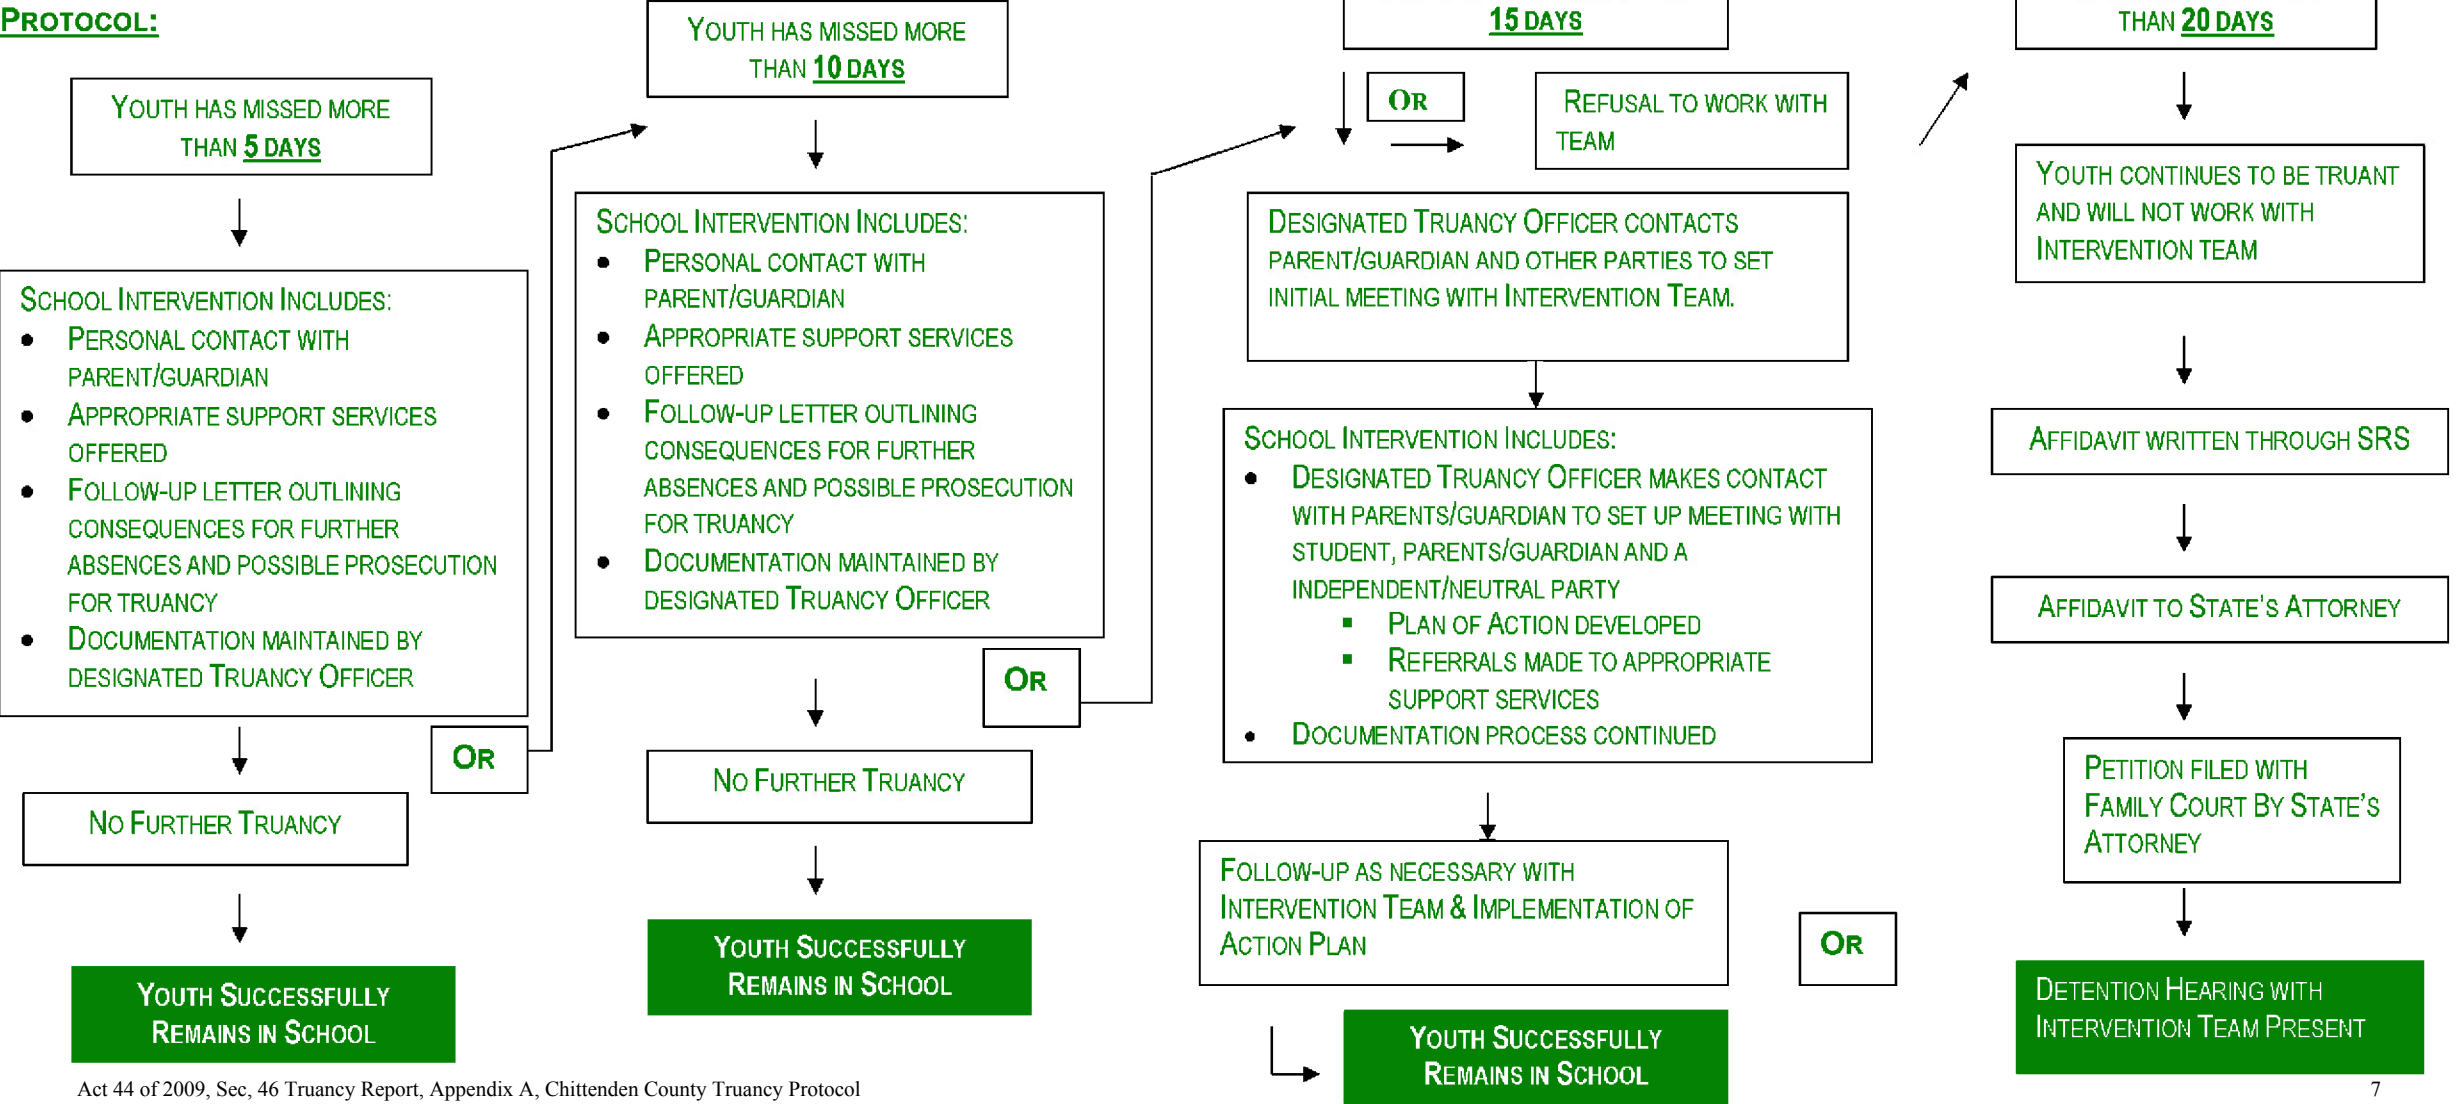 PROTOCOL:
YOUTH HAS MISSED MORE
THAN 5 DAYS
SCHOOL INTERVENTION INCLUDES:
● PERSONAL CONTACT WITH
PARENT/GUARDIAN
● APPROPRIATE SUPPORT SERVICES
OFFERED
● FOLLOW-UP LETTER OUTLINING
CONSEQUENCES FOR FURTHER
ABSENCES AND POSSIBLE PROSECUTION
FOR TRUANCY
● DOCUMENTATION MAINTAINED BY
DESIGNATED TRUANCY OFFICER
OR
NO FURTHER TRUANCY
YOUTH SUCCESSFULLY
REMAINS IN SCHOOL
YOUTH HAS MISSED MORE
THAN 10 DAYS
SCHOOL INTERVENTION INCLUDES:
● PERSONAL CONTACT WITH
PARENT/GUARDIAN
● APPROPRIATE SUPPORT SERVICES
OFFERED
● FOLLOW-UP LETTER OUTLINING
CONSEQUENCES FOR FURTHER
ABSENCES AND POSSIBLE PROSECUTION
FOR TRUANCY
● DOCUMENTATION MAINTAINED BY
DESIGNATED TRUANCY OFFICER
OR
NO FURTHER TRUANCY
YOUTH SUCCESSFULLY
REMAINS IN SCHOOL
15 DAYS
OR
REFUSAL TO WORK WITH
TEAM
DESIGNATED TRUANCY OFFICER CONTACTS
PARENT/GUARDIAN AND OTHER PARTIES TO SET
INITIAL MEETING WITH INTERVENTION TEAM.
SCHOOL INTERVENTION INCLUDES:
● DESIGNATED TRUANCY OFFICER MAKES CONTACT
WITH PARENTS/GUARDIAN TO SET UP MEETING WITH
STUDENT, PARENTS/GUARDIAN AND A
INDEPENDENT/NEUTRAL PARTY
▪ PLAN OF ACTION DEVELOPED
▪ REFERRALS MADE TO APPROPRIATE
SUPPORT SERVICES
● DOCUMENTATION PROCESS CONTINUED
FOLLOW-UP AS NECESSARY WITH
INTERVENTION TEAM & IMPLEMENTATION OF
ACTION PLAN
OR
YOUTH SUCCESSFULLY
REMAINS IN SCHOOL
THAN 20 DAYS
YOUTH CONTINUES TO BE TRUANT
AND WILL NOT WORK WITH
INTERVENTION TEAM
AFFIDAVIT WRITTEN THROUGH SRS
AFFIDAVIT TO STATE'S ATTORNEY
PETITION FILED WITH
FAMILY COURT BY STATE'S
ATTORNEY
DETENTION HEARING WITH
INTERVENTION TEAM PRESENT
Act 44 of 2009, Sec, 46 Truancy Report, Appendix A, Chittenden County Truancy Protocol
7